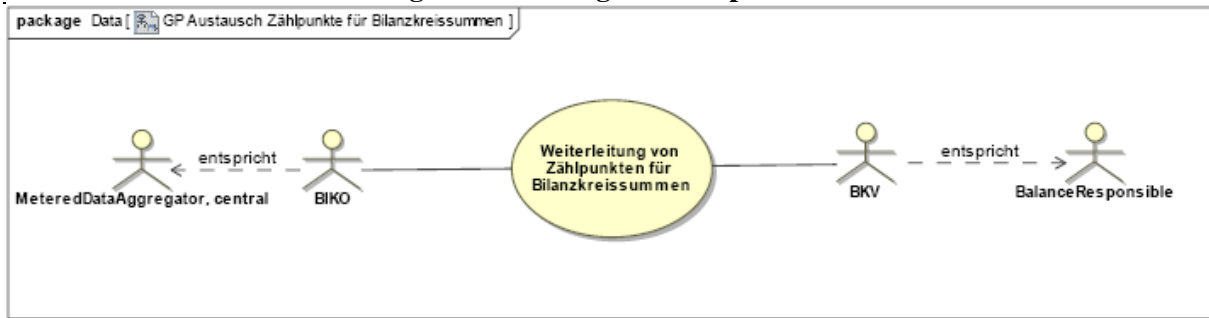 package Data [ GP Austausch Zählpunkte für Bilanzkreissummen ]
entspricht
MeteredDataAggregator, central
BIKO
Weiterleitung von
Zählpunkten für
Bilanzkreissummen
BKV
entspricht
BalanceResponsible